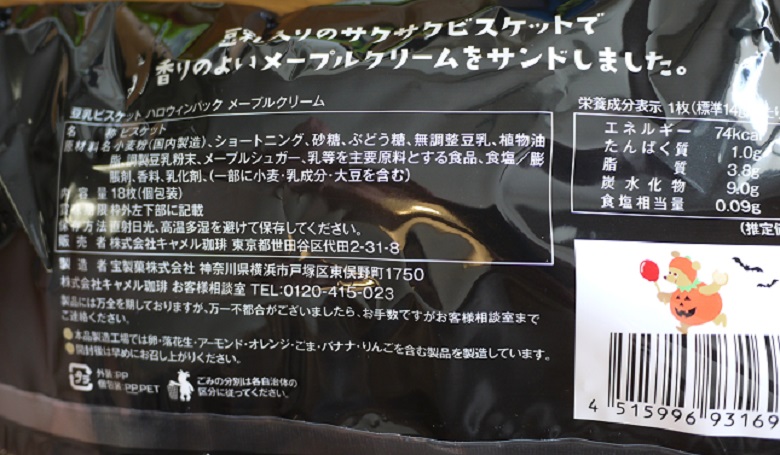 豆乳入りのサクサクビスケットで
香りのよいメープルクリームをサンドしました。
豆乳ビスケット ハロウィンパック メープルクリーム
名 称 ビスケット
原材料名 小麦粉(国内製造)、ショートニング、砂糖、ぶどう糖、無調整豆乳、植物油
脂、調製豆乳粉末、メープルシュガー、乳等を主要原料とする食品、食塩/膨
脹剤、香料、乳化剤、(一部に小麦・乳成分・大豆を含む)
内 容 量 18枚(個包装)
賞味期限 枠外左下部に記載
保存方法 直射日光、高温多湿を避けて保存してください。
販 売 者 株式会社キャメル珈琲 東京都世田谷区代田2-31-8
製 造 者 宝製菓株式会社 神奈川県横浜市戸塚区東俣野町1750
株式会社キャメル珈琲 お客様相談室 TEL:0120-415-023
製品には万全を期しておりますが、万一不都合がございましたら、お手数ですがお客様相談室まで
ご連絡ください。
●本品製造工場では卵・落花生・アーモンド・オレンジ・ごま・バナナ・りんごを含む製品を製造しています。
●開封後は早めにお召し上がりください。
プラ
外装:PP
個包装:PP,PET
ごみの分別は各自治体の
区分に従ってください。
栄養成分表示 1枚(標準14
エネルギー 74kcal
たんぱく質 1.0g
脂 質 3.8g
炭水化物 9.0g
食塩相当量 0.09g
(推定値
4 515996 93169